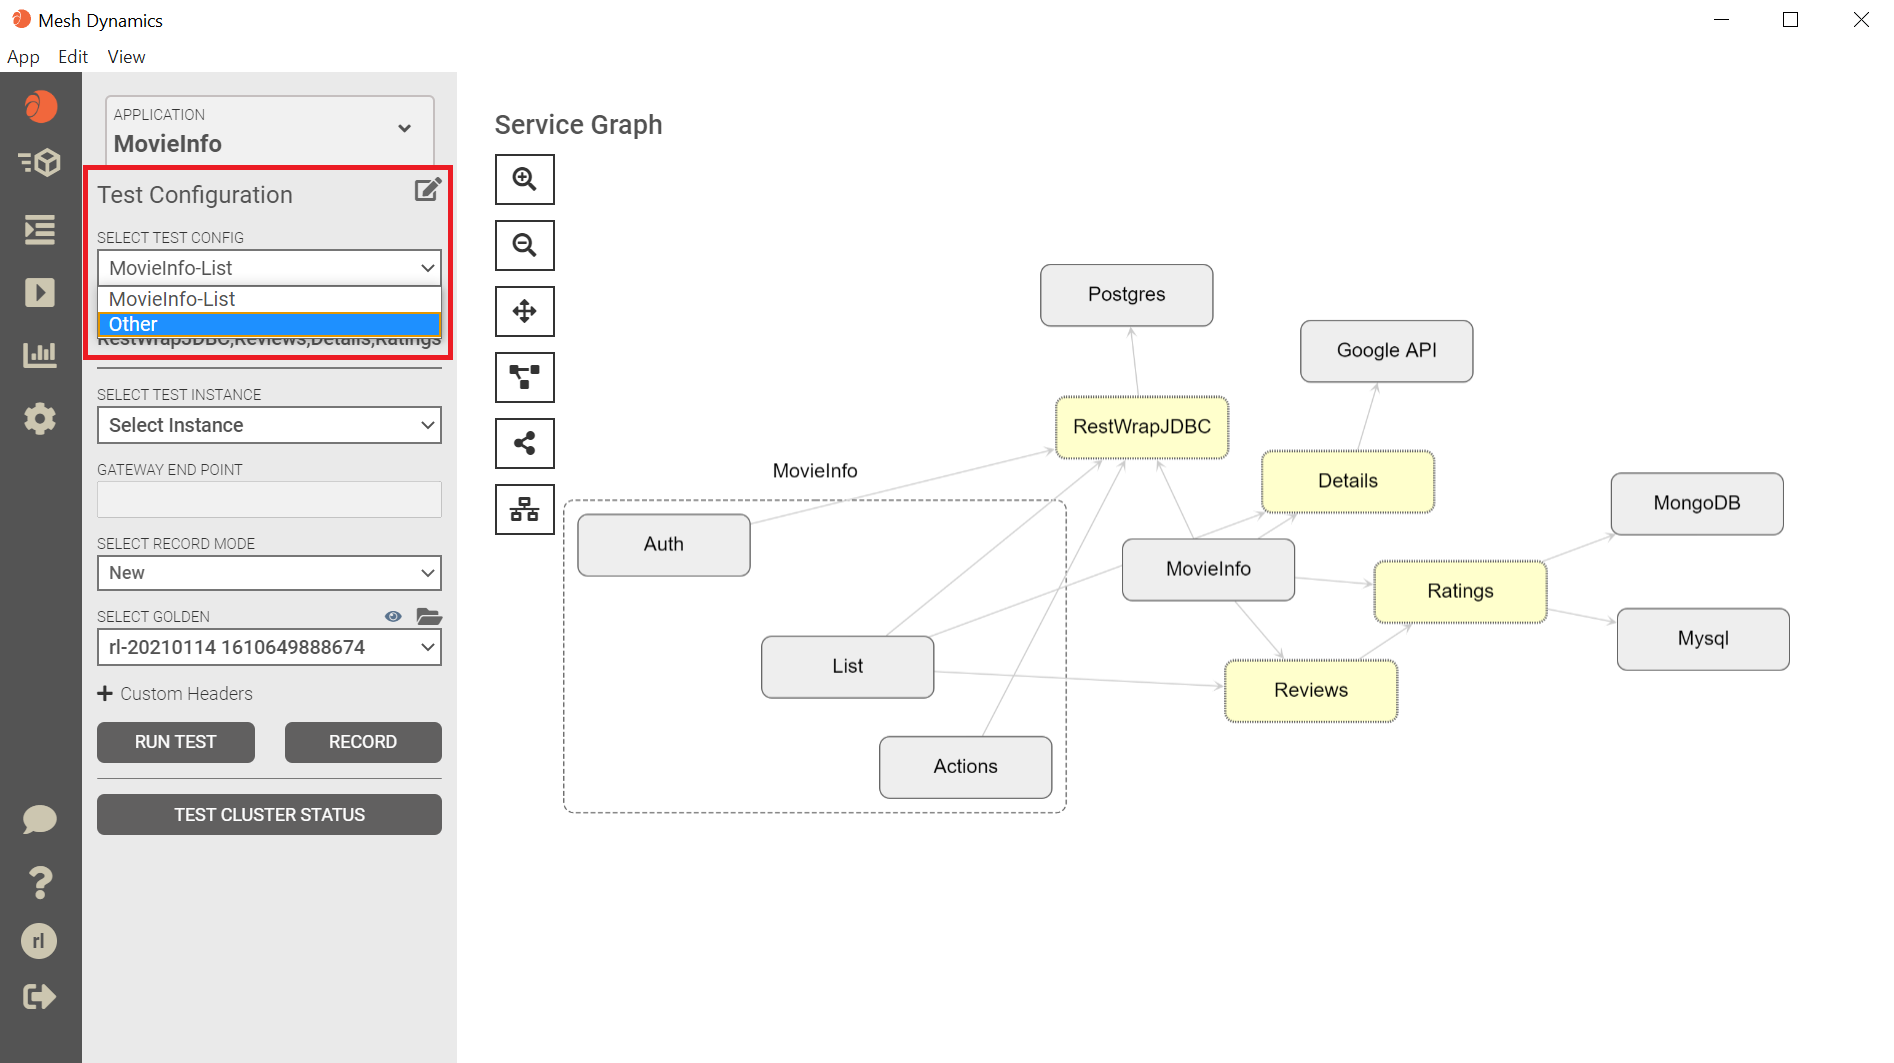 Mesh Dynamics
App Edit View
APPLICATION
MovieInfo
Test Configuration
SELECT TEST CONFIG
MovieInfo-List
MovieInfo-List
Other
RestWrapJDBC,Reviews,Details,Ratings
SELECT TEST INSTANCE
Select Instance
GATEWAY END POINT
SELECT RECORD MODE
New
SELECT GOLDEN
rl-20210114 1610649888674
Custom Headers
RUN TEST RECORD
TEST CLUSTER STATUS
rl
Service Graph
Postgres
Google API
RestWrapJDBC
MovieInfo
Details
MongoDB
Auth
MovieInfo
Ratings
Mysql
List
Reviews
Actions